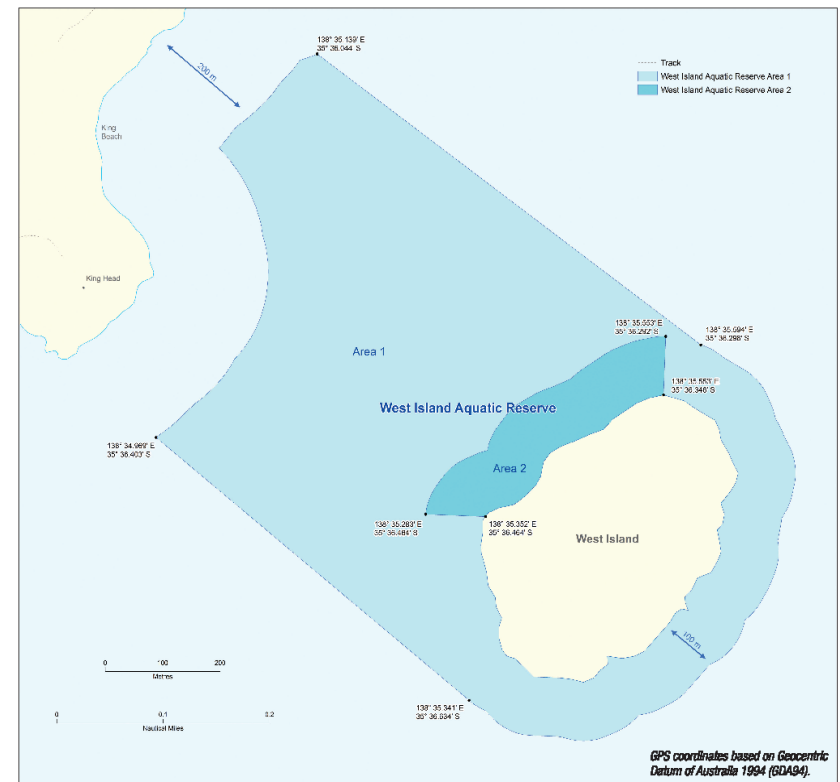 138° 35.139' E
35° 36.044' S
200 m
Track
West Island Aquatic Reserve Area 1
West Island Aquatic Reserve Area 2
King
Beach
King Head
138° 35.553' E
35° 36.292' S
138° 35.594' E
35° 36.298' S
Area 1
138° 35.553' E
35° 36.346' S
West Island Aquatic Reserve
138° 34.969' E
35° 36.403' S
Area 2
138° 35.283' E
35° 36.464' S
138° 35.352' E
35° 36.464' S
West Island
100 m
0 100 200
Metres
138° 35.341' E
35° 36.634' S
0 0.1 0.2
Nautical Miles
GPS coordinates based on Geocentric
Datum of Australia 1994 (GDA94).